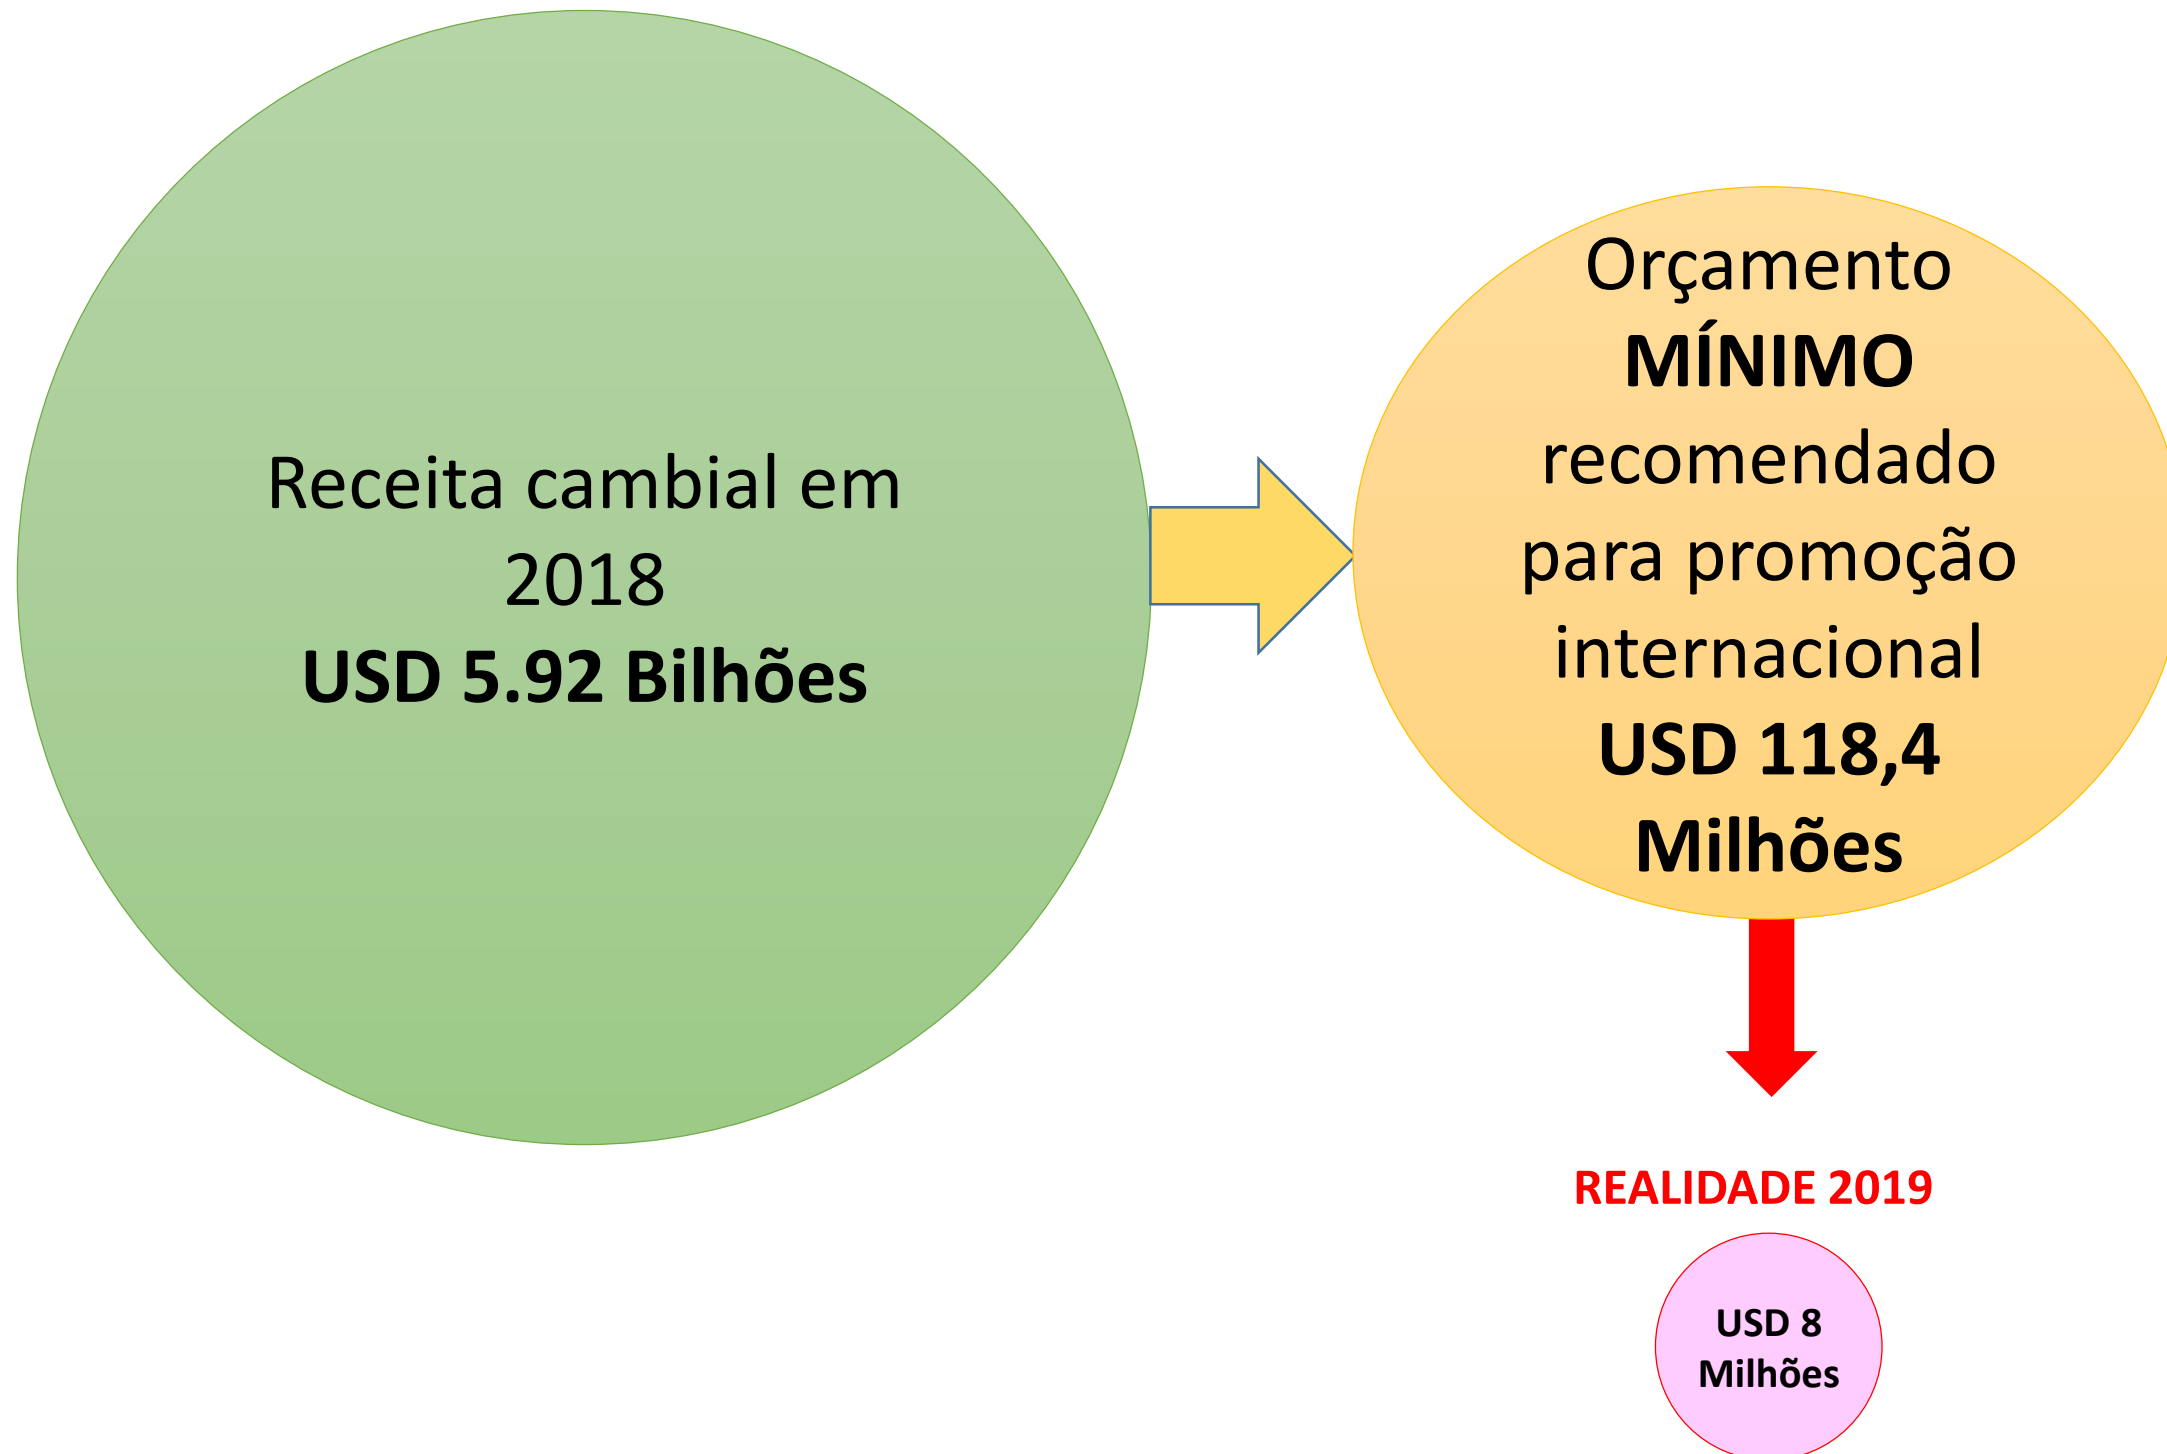 Receita cambial em
2018
USD 5.92 Bilhões
Orçamento
MÍNIMO
recomendado
para promoção
internacional
USD 118,4
Milhões
REALIDADE 2019
USD 8
Milhões